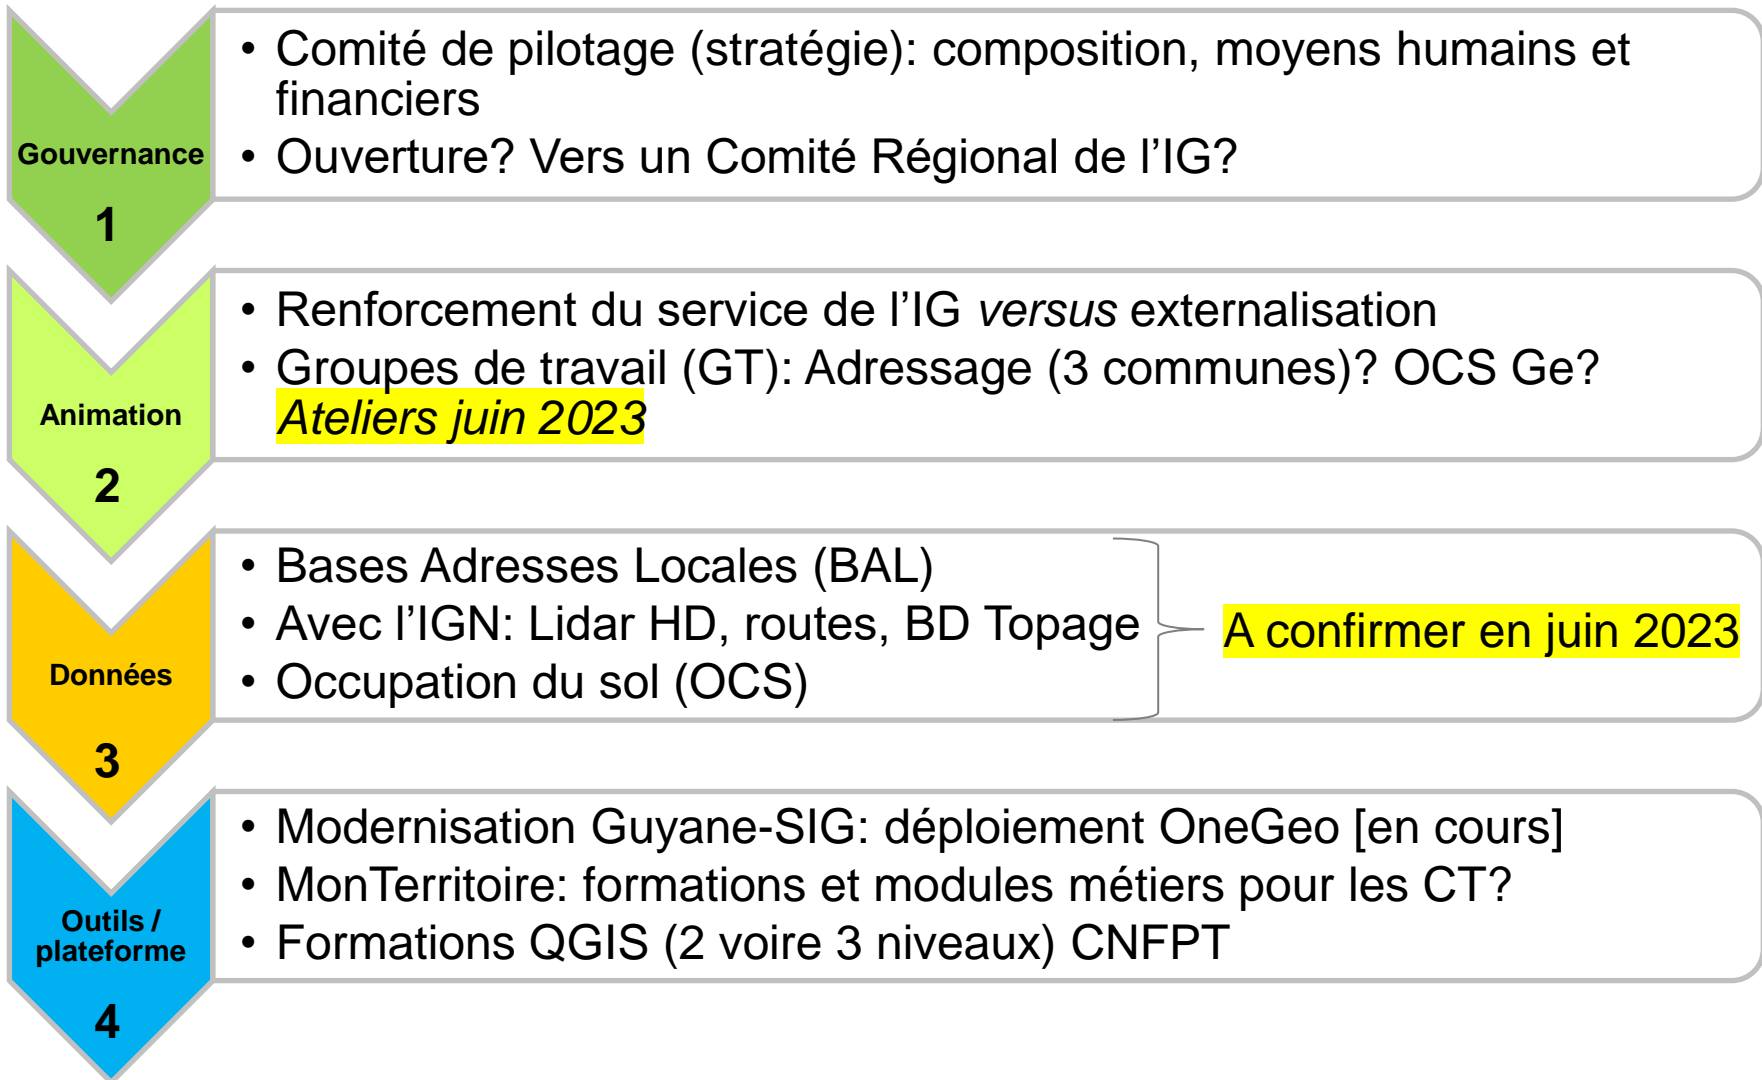 Gouvernance
1
• Comité de pilotage (stratégie): composition, moyens humains et
financiers
• Ouverture? Vers un Comité Régional de l’IG?
Animation
2
• Renforcement du service de l’IG versus externalisation
• Groupes de travail (GT): Adressage (3 communes)? OCS Ge?
Ateliers juin 2023
Données
3
• Bases Adresses Locales (BAL)
• Avec l’IGN: Lidar HD, routes, BD Topage
• Occupation du sol (OCS)
A confirmer en juin 2023
Outils /
plateforme
4
• Modernisation Guyane-SIG: déploiement OneGeo [en cours]
• MonTerritoire: formations et modules métiers pour les CT?
• Formations QGIS (2 voire 3 niveaux) CNFPT